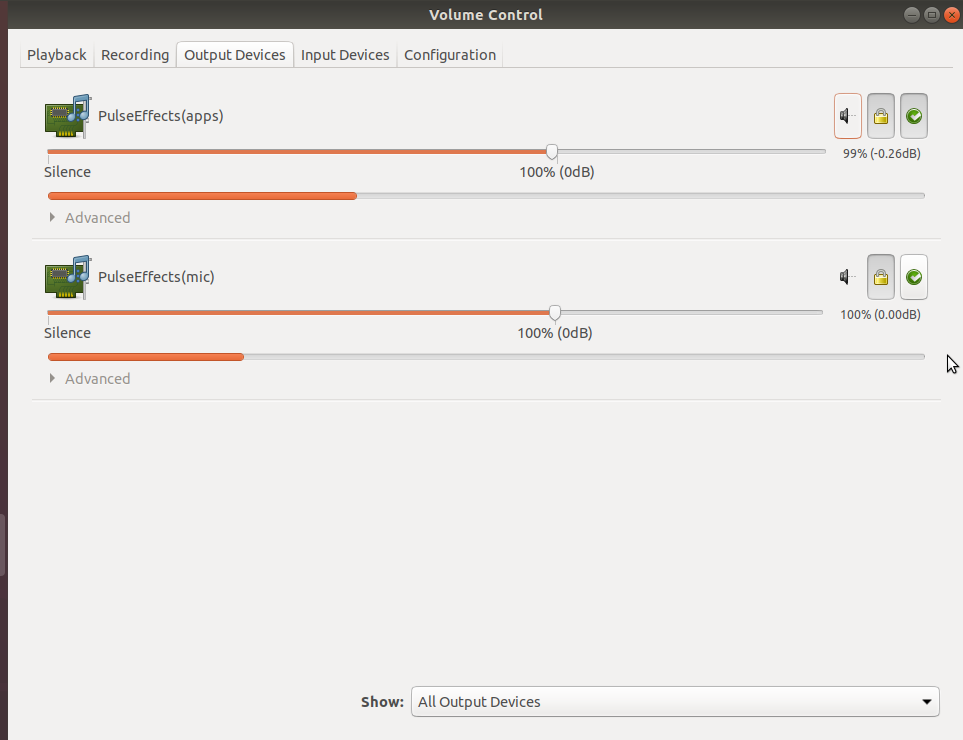 Volume Control
Playback Recording Output Devices Input Devices Configuration
PulseEffects(apps)
99% (-0.26dB)
Silence 100% (0dB)
Advanced
PulseEffects(mic)
100% (0.00dB)
Silence 100% (0dB)
Advanced
Show: All Output Devices